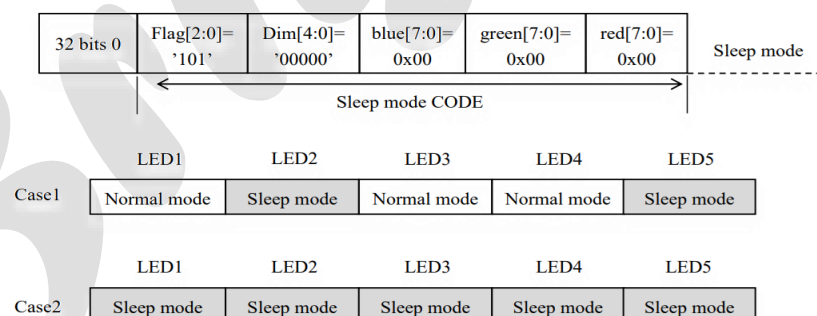 32 bits 0 Flag[2:0]= Dim[4:0]= blue[7:0]= green[7:0]= red[7:0]=
’101’ ’00000’ 0x00 0x00 0x00
Sleep mode
Sleep mode CODE
LED1 LED2 LED3 LED4 LED5
Case1 Normal mode Sleep mode Normal mode Normal mode Sleep mode
LED1 LED2 LED3 LED4 LED5
Case2 Sleep mode Sleep mode Sleep mode Sleep mode Sleep mode